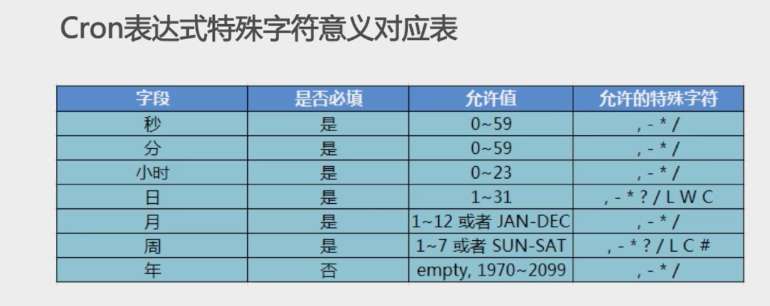 Cron表达式特殊字符意义对应表
字段 是否必填 允许值 允许的特殊字符
秒 是 0~59 , - * /
分 是 0~59 , - * /
小时 是 0~23 , - * /
日 是 1~31 , - * ? / L W C
月 是 1~12 或者 JAN-DEC , - * /
周 是 1~7 或者 SUN-SAT , - * ? / L C #
年 否 empty, 1970~2099 , - * /